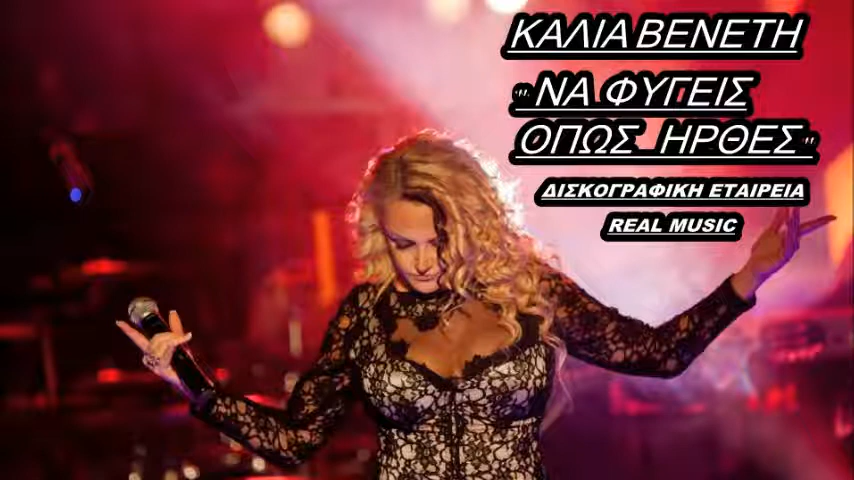 ΚΑΛΙΑ ΒΕΝΕΤΗ
"ΝΑ ΦΥΓΕΙΣ
ΟΠΩΣ ΗΡΘΕΣ"
ΔΙΣΚΟΓΡΑΦΙΚΗ ΕΤΑΙΡΕΙΑ
REAL MUSIC